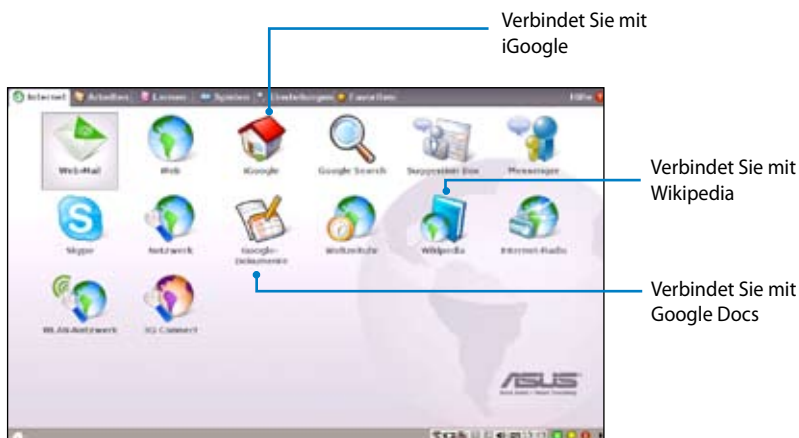 Verbindet Sie mit
iGoogle
Internet Arbeiten Lernen Spielen Einstellungen Favoriten Hilfe
Web-Mail Web iGoogle Google Search Suggestion Box Messenger
Verbindet Sie mit
Wikipedia
Skype Netzwerk Google-
Dokumente Weltzeituhr Wikipedia Internet-Radio
Verbindet Sie mit
Google Docs
WLAN-Netzwerk 3G Connect
ASUS